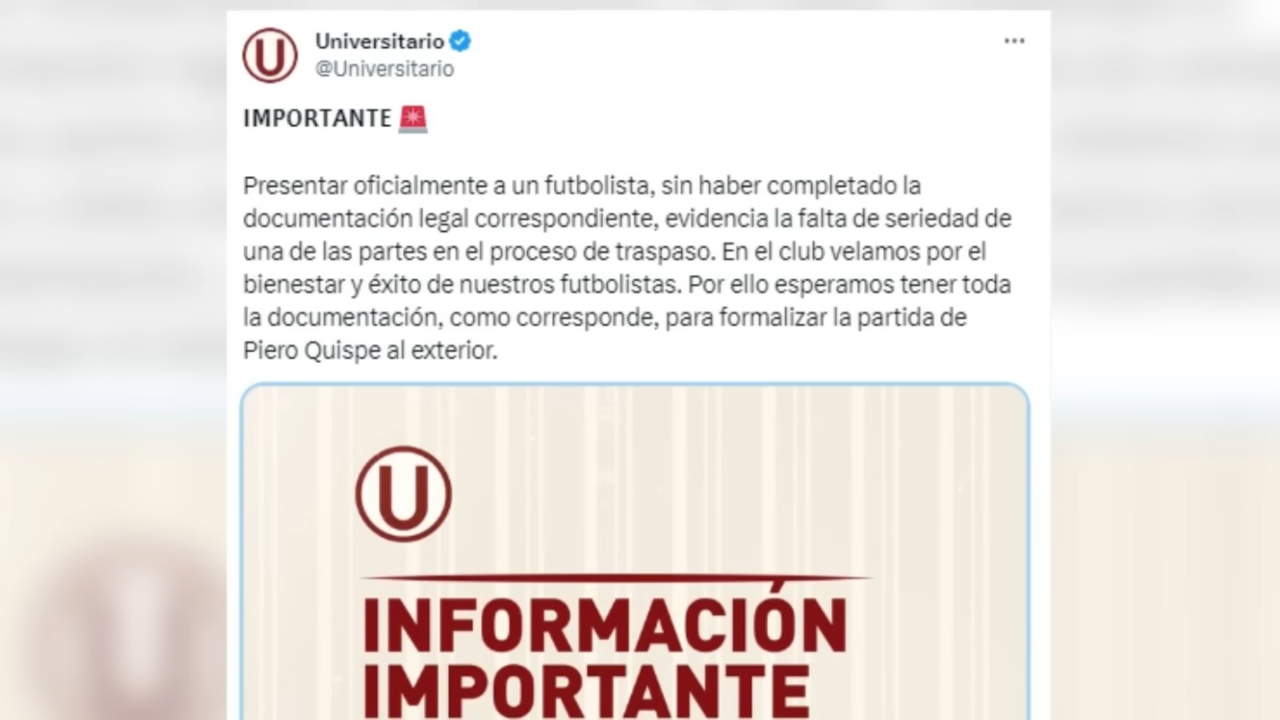 U
Universitario
@Universitario
IMPORTANTE
Presentar oficialmente a un futbolista, sin haber completado la
documentación legal correspondiente, evidencia la falta de seriedad de
una de las partes en el proceso de traspaso. En el club velamos por el
bienestar y éxito de nuestros futbolistas. Por ello esperamos tener toda
la documentación, como corresponde, para formalizar la partida de
Piero Quispe al exterior.
U
INFORMACIÓN
IMPORTANTE